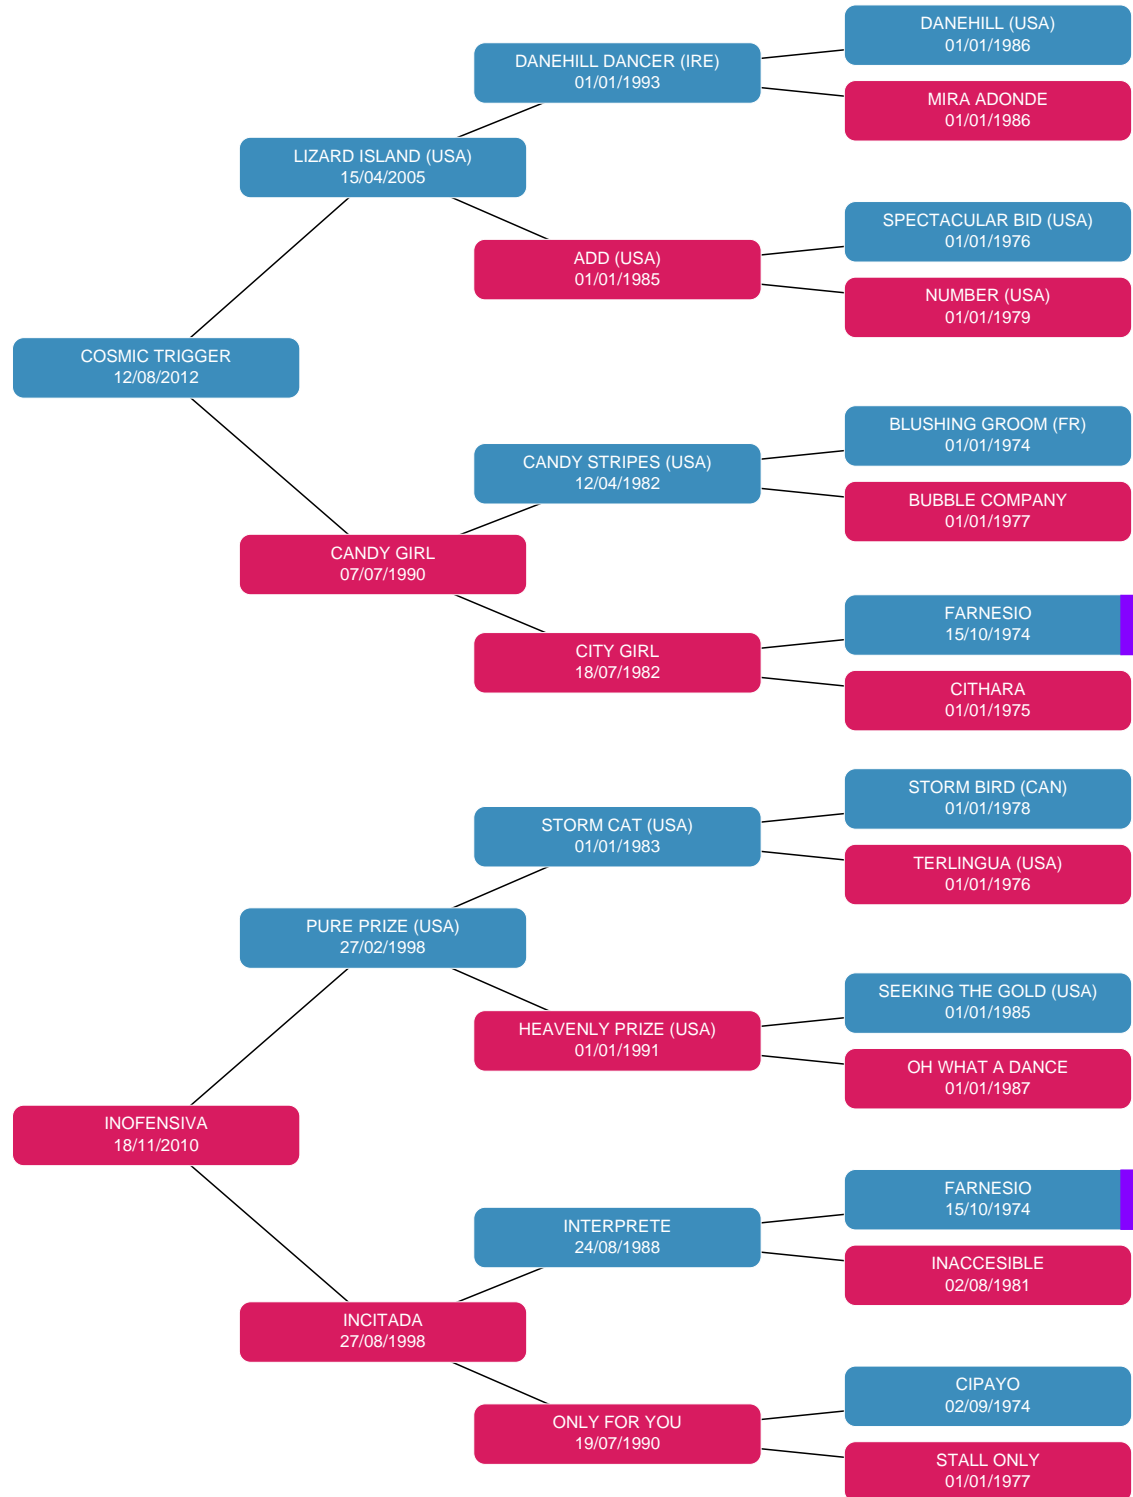 DANEHILL (USA)
01/01/1986
DANEHILL DANCER (IRE)
01/01/1993
MIRA ADONDE
01/01/1986
LIZARD ISLAND (USA)
15/04/2005
SPECTACULAR BID (USA)
01/01/1976
ADD (USA)
01/01/1985
NUMBER (USA)
01/01/1979
COSMIC TRIGGER
12/08/2012
BLUSHING GROOM (FR)
01/01/1974
CANDY STRIPES (USA)
12/04/1982
BUBBLE COMPANY
01/01/1977
CANDY GIRL
07/07/1990
FARNESIO
15/10/1974
CITY GIRL
18/07/1982
CITHARA
01/01/1975
STORM BIRD (CAN)
01/01/1978
STORM CAT (USA)
01/01/1983
TERLINGUA (USA)
01/01/1976
PURE PRIZE (USA)
27/02/1998
SEEKING THE GOLD (USA)
01/01/1985
HEAVENLY PRIZE (USA)
01/01/1991
OH WHAT A DANCE
01/01/1987
INOFENSIVA
18/11/2010
FARNESIO
15/10/1974
INTERPRETE
24/08/1988
INACCESIBLE
02/08/1981
INCITADA
27/08/1998
CIPAYO
02/09/1974
ONLY FOR YOU
19/07/1990
STALL ONLY
01/01/1977